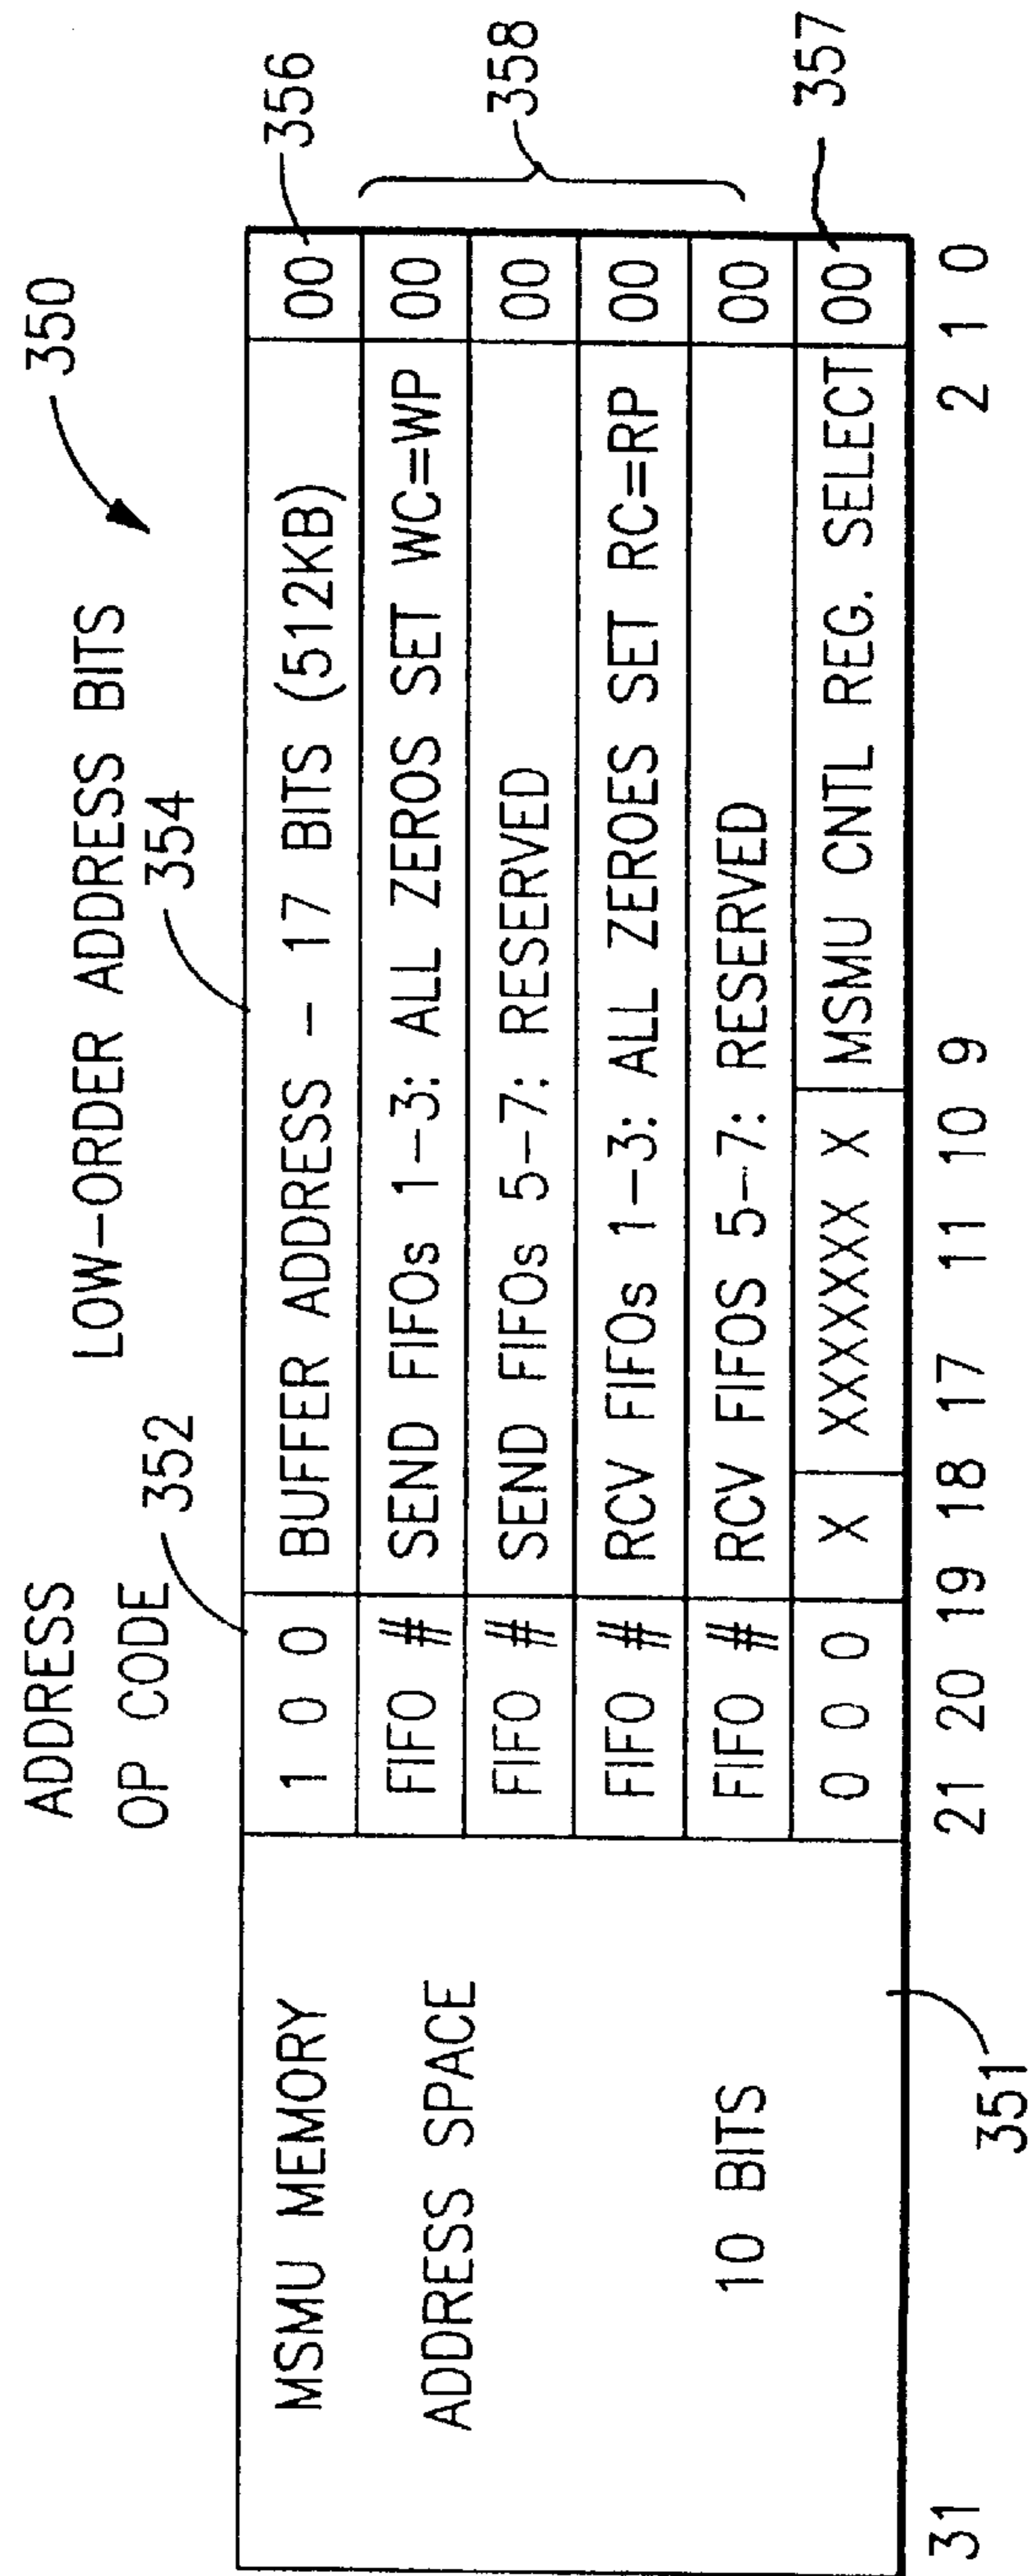 350
ADDRESS
OP CODE
LOW-ORDER ADDRESS BITS
352
354
356
MSMU MEMORY
ADDRESS SPACE
10 BITS
1 0 0 BUFFER ADDRESS - 17 BITS (512KB) 00
FIFO # SEND FIFOs 1-3: ALL ZEROS SET WC=WP 00
FIFO # SEND FIFOs 5-7: RESERVED 00
FIFO # RCV FIFOs 1-3: ALL ZEROES SET RC=RP 00
FIFO # RCV FIFOS 5-7: RESERVED 00
0 0 0 X XXXXXXX X MSMU CNTL REG. SELECT 00
358
357
31 21 20 19 18 17 11 10 9 2 1 0
351